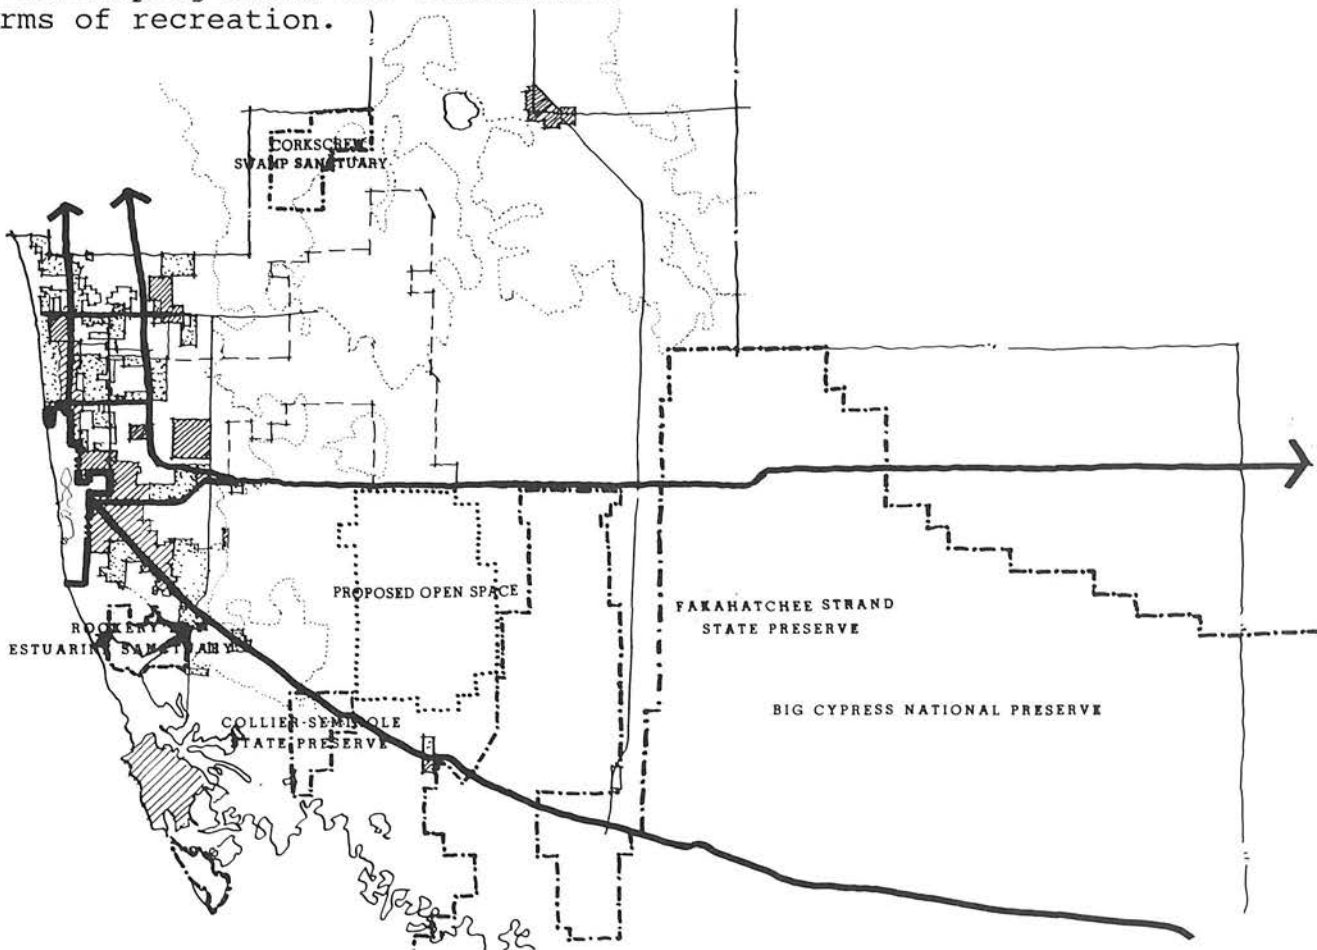 rms of recreation.
CORKSCREW
SWAMP SANCTUARY
PROPOSED OPEN SPACE
FAKAHATCHEE STRAND
STATE PRESERVE
ROOKERY
ESTUARINE SANCTUARY
COLLIER-SEMINOLE
STATE PRESERVE
BIG CYPRESS NATIONAL PRESERVE